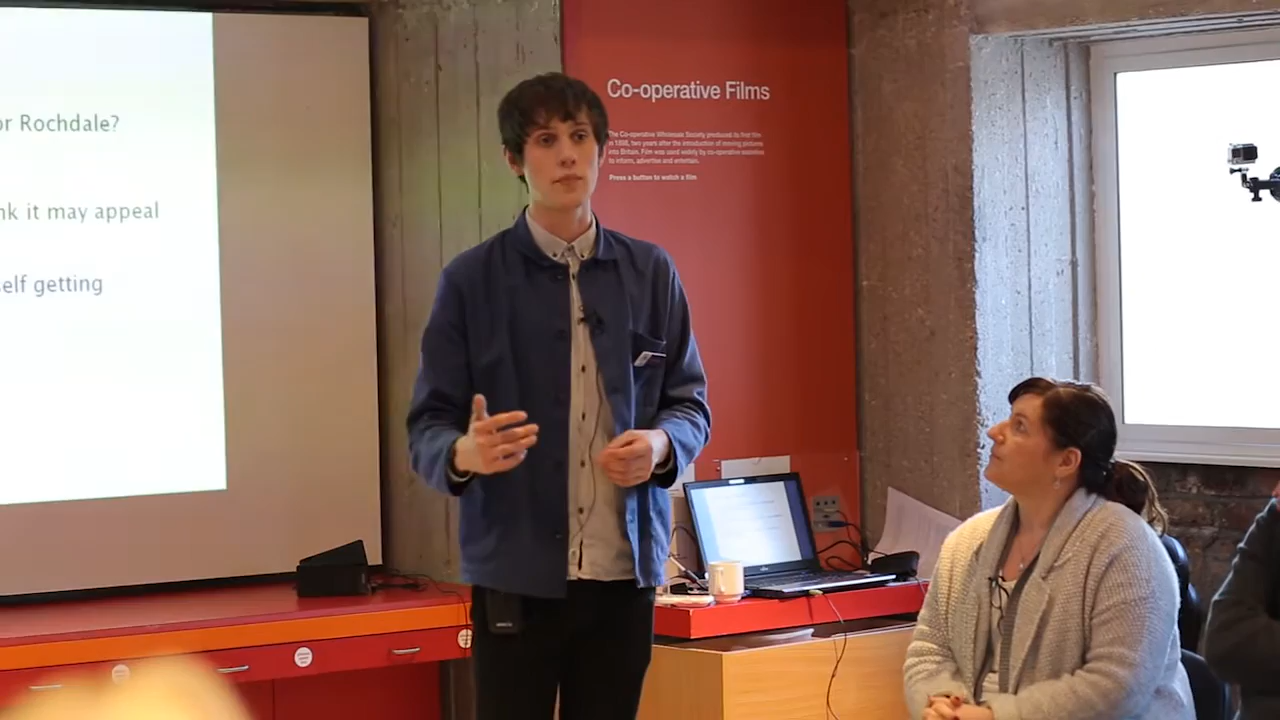 or Rochdale?
nk it may appeal
self getting
Co-operative Films
The Co-operative Wholesale Society produced its first film
in 1898, two years after the introduction of moving pictures
into Britain. Film was used widely by co-operative societies
to inform, advertise and entertain.
Press a button to watch a film